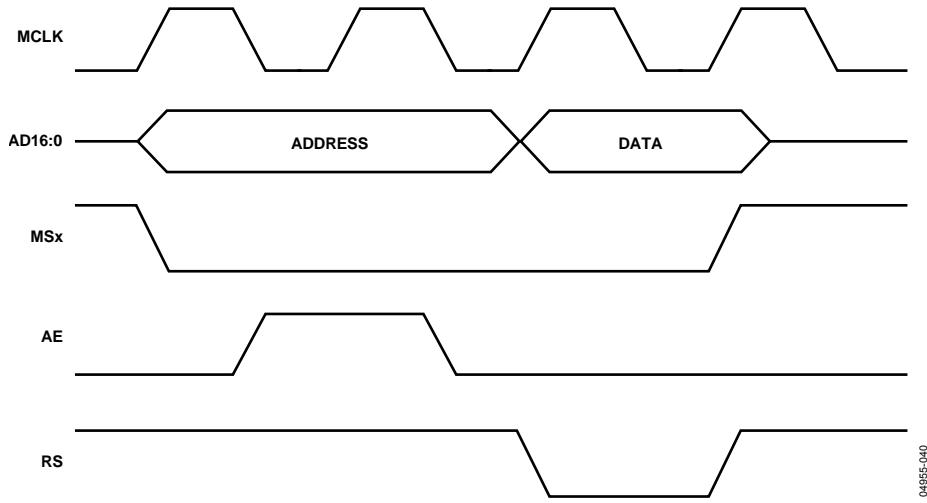 MCLK
AD16:0
ADDRESS
DATA
MSx
AE
RS
04955-040